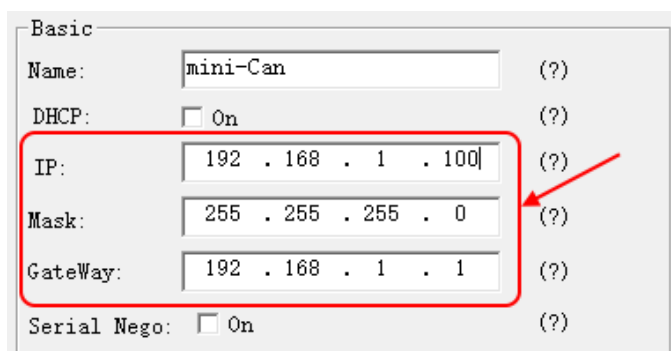 Basic
Name: mini-Can (?)
DHCP: On (?)
IP: 192 . 168 . 1 . 100 (?)
Mask: 255 . 255 . 255 . 0 (?)
GateWay: 192 . 168 . 1 . 1 (?)
Serial Nego: On (?)